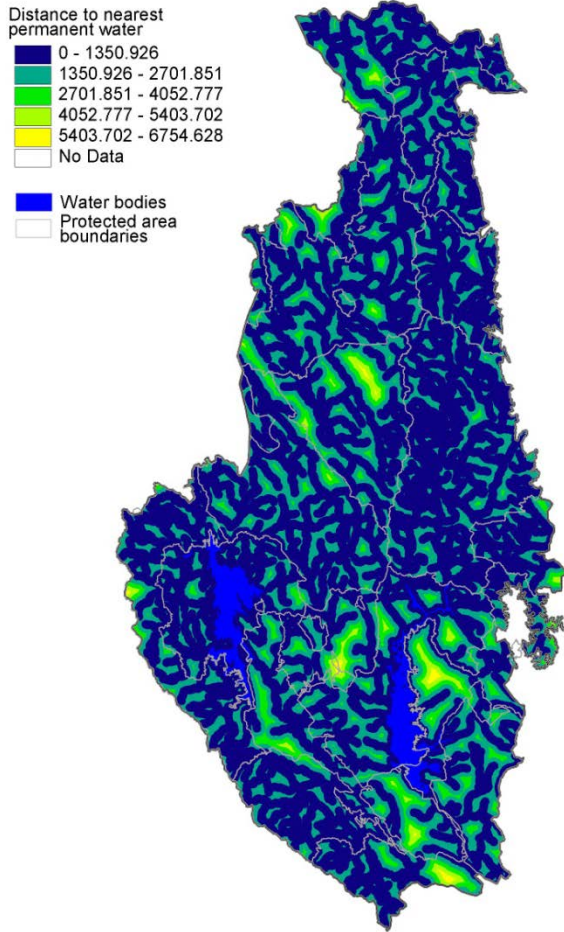 Distance to nearest
permanent water
0 - 1350.926
1350.926 - 2701.851
2701.851 - 4052.777
4052.777 - 5403.702
5403.702 - 6754.628
No Data
Water bodies
Protected area
boundaries